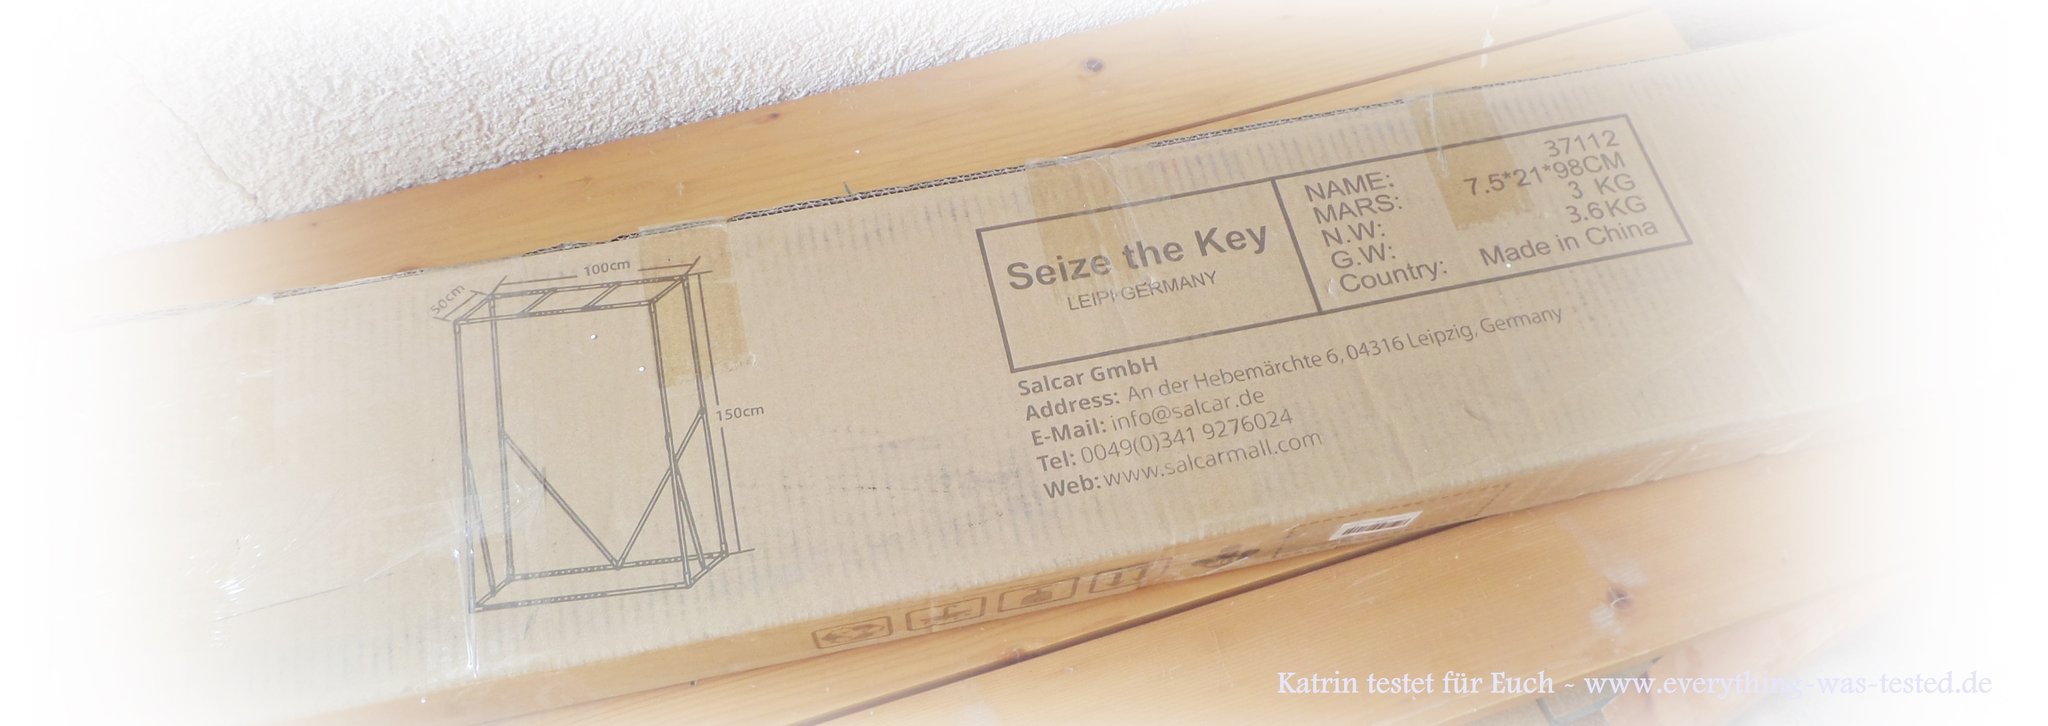 100cm
50cm
150cm
Seize the Key
LEIPI GERMANY
NAME: 37112
MARS: 7.5*21*98CM
N.W: 3 KG
G.W: 3.6KG
Country: Made in China
Salcar GmbH
Address: An der Hebemärchte 6, 04316 Leipzig, Germany
E-Mail: info@salcar.de
Tel: 0049(0)341 9276024
Web: www.salcarmall.com
Katrin testet für Euch ~ www.everything-was-tested.de